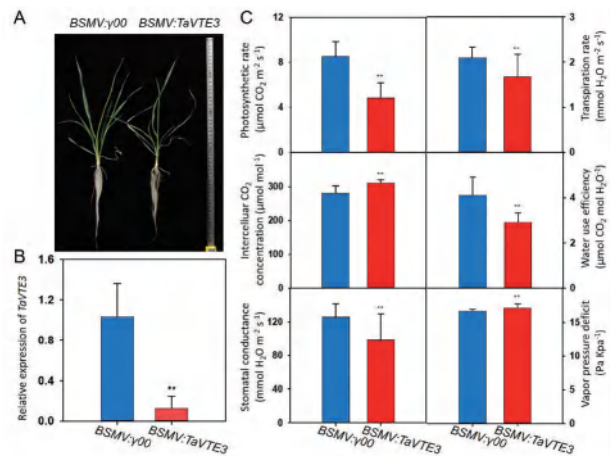 A
BSMV:γ00 BSMV:TaVTE3
B
Relative expression of TaVTE3
1.6
1.2
0.8
0.4
0.0
**
BSMV:γ00
BSMV:TaVTE3
C
Photosynthetic rate
(μmol CO₂ m⁻² s⁻¹)
12
8
4
0
**
Transpiration rate
(mmol H₂O m⁻² s⁻¹)
3
2
1
0
**
Intercelluar CO₂
concentration (μmol mol⁻¹)
300
200
100
0
**
Water use efficiency
(μmol CO₂ mol H₂O⁻¹)
4
2
0
**
Stomatal conductance
(mmol H₂O m⁻² s⁻¹)
120
80
40
0
**
Vapor pressure deficit
(Pa Kpa⁻¹)
15
10
5
0
**
BSMV:γ00
BSMV:TaVTE3
BSMV:γ00
BSMV:TaVTE3